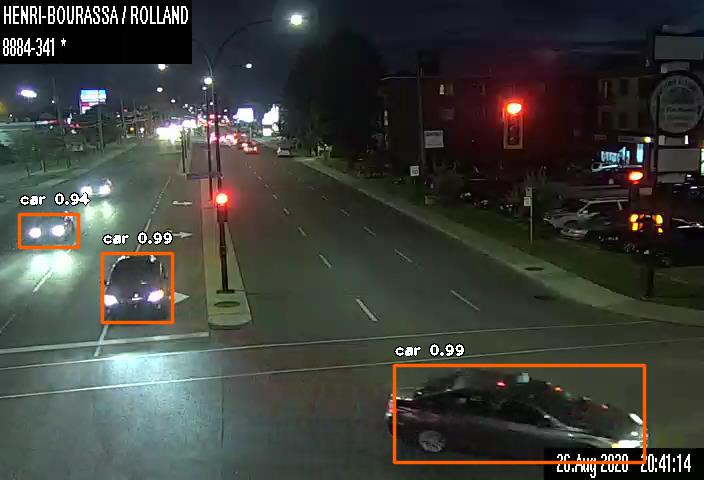 HENRI-BOURASSA / ROLLAND
8884-341 *
car 0.94
car 0.99
car 0.99
26 Aug 2020 20:41:14